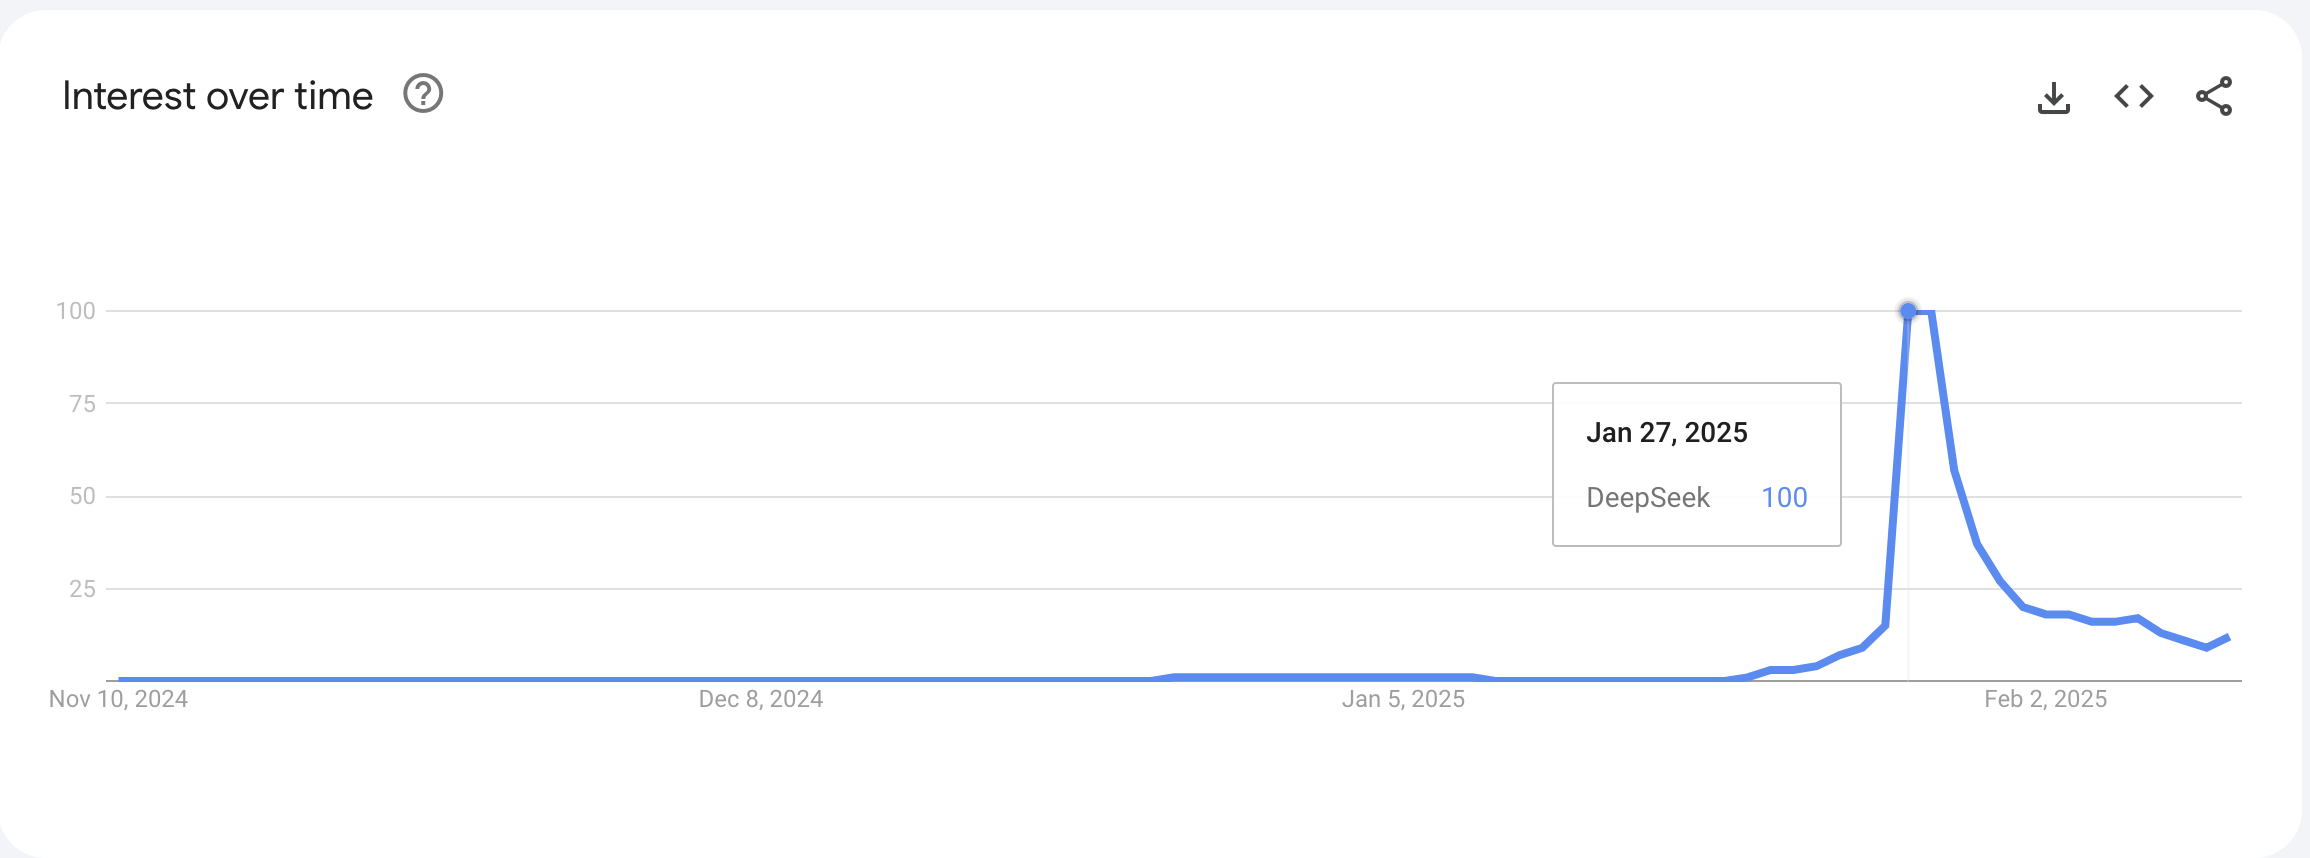 Interest over time
100
75
50
25
Jan 27, 2025
DeepSeek 100
Nov 10, 2024
Dec 8, 2024
Jan 5, 2025
Feb 2, 2025